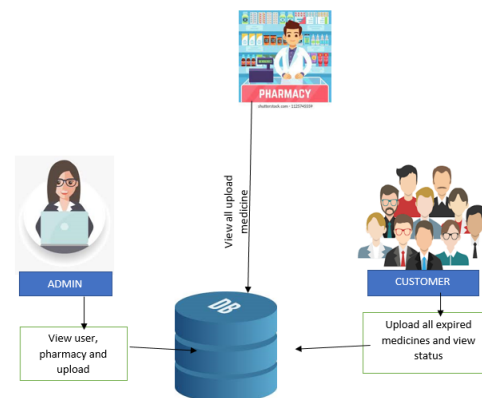 PHARMACY
shutterstock.com • 1125740309
View all upload
medicine
ADMIN
CUSTOMER
DB
View user,
pharmacy and
upload
Upload all expired
medicines and view
status